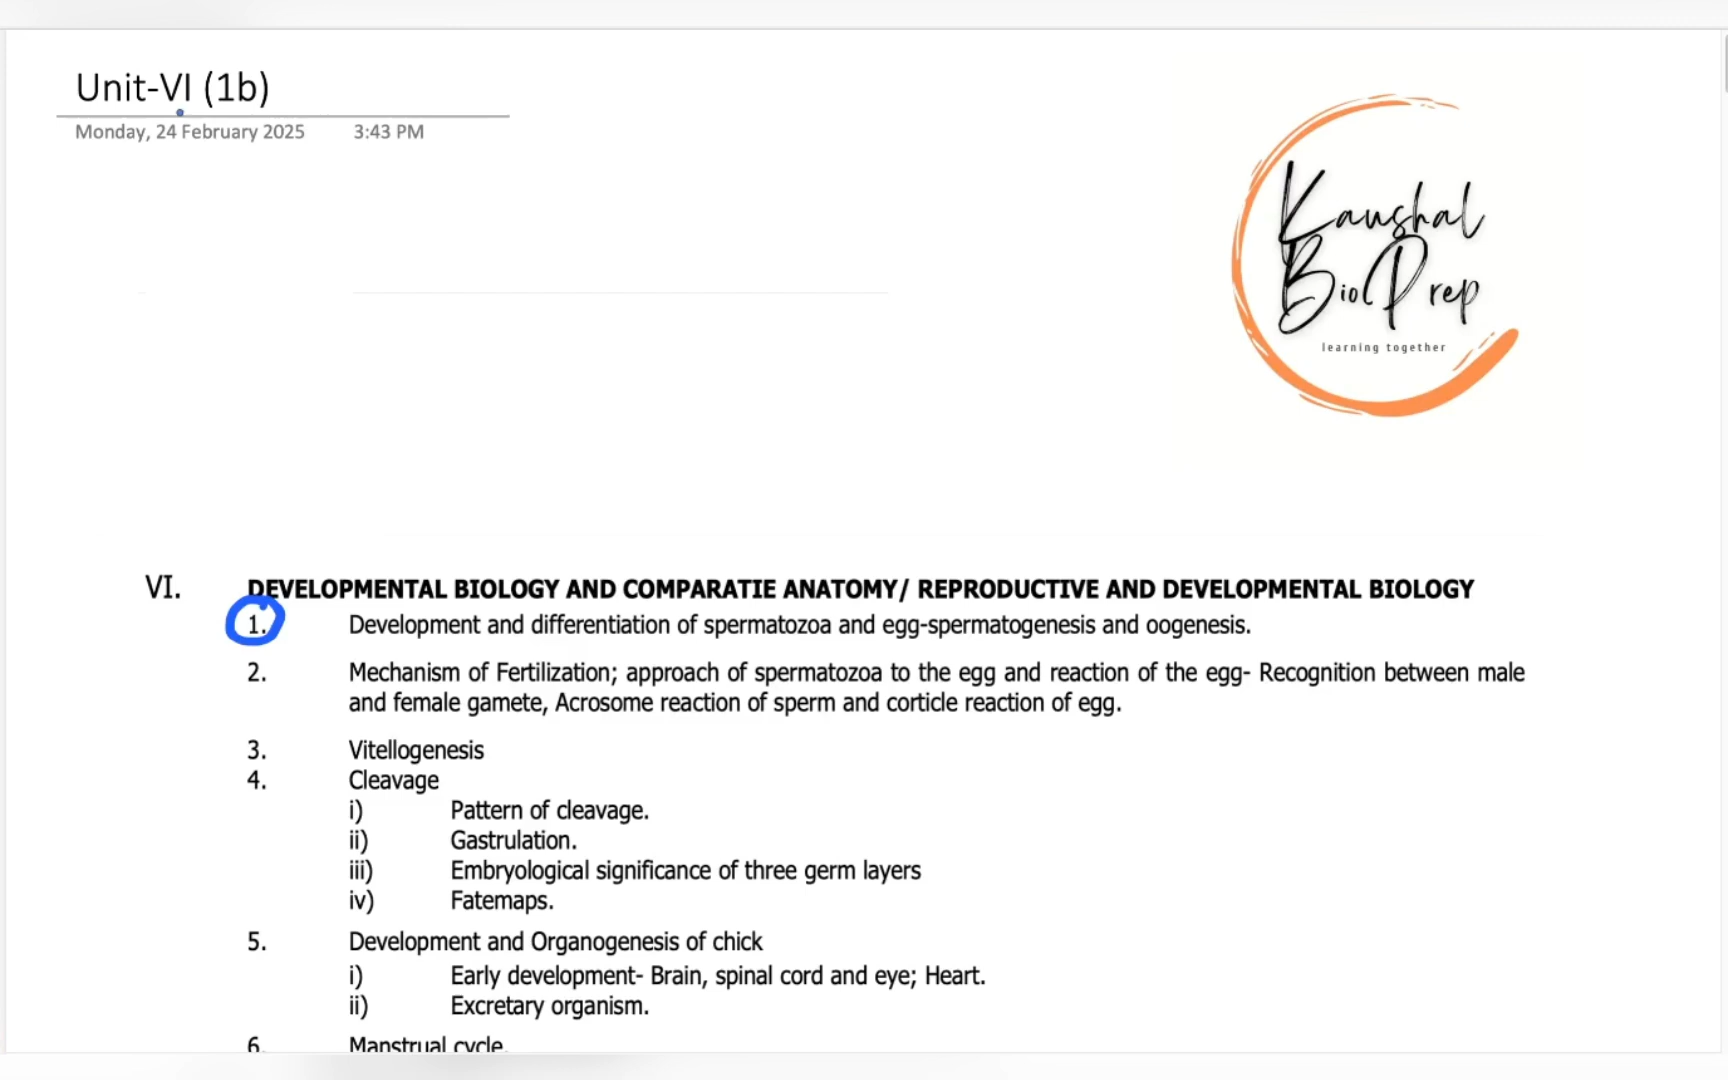 Unit-VI (1b)
Monday, 24 February 2025 3:43 PM
Kaushal
BioPrep
learning together
VI. DEVELOPMENTAL BIOLOGY AND COMPARATIE ANATOMY/ REPRODUCTIVE AND DEVELOPMENTAL BIOLOGY
1. Development and differentiation of spermatozoa and egg-spermatogenesis and oogenesis.
2. Mechanism of Fertilization; approach of spermatozoa to the egg and reaction of the egg- Recognition between male
and female gamete, Acrosome reaction of sperm and corticle reaction of egg.
3. Vitellogenesis
4. Cleavage
i) Pattern of cleavage.
ii) Gastrulation.
iii) Embryological significance of three germ layers
iv) Fatemaps.
5. Development and Organogenesis of chick
i) Early development- Brain, spinal cord and eye; Heart.
ii) Excretary organism.
6. Manstrual cycle.